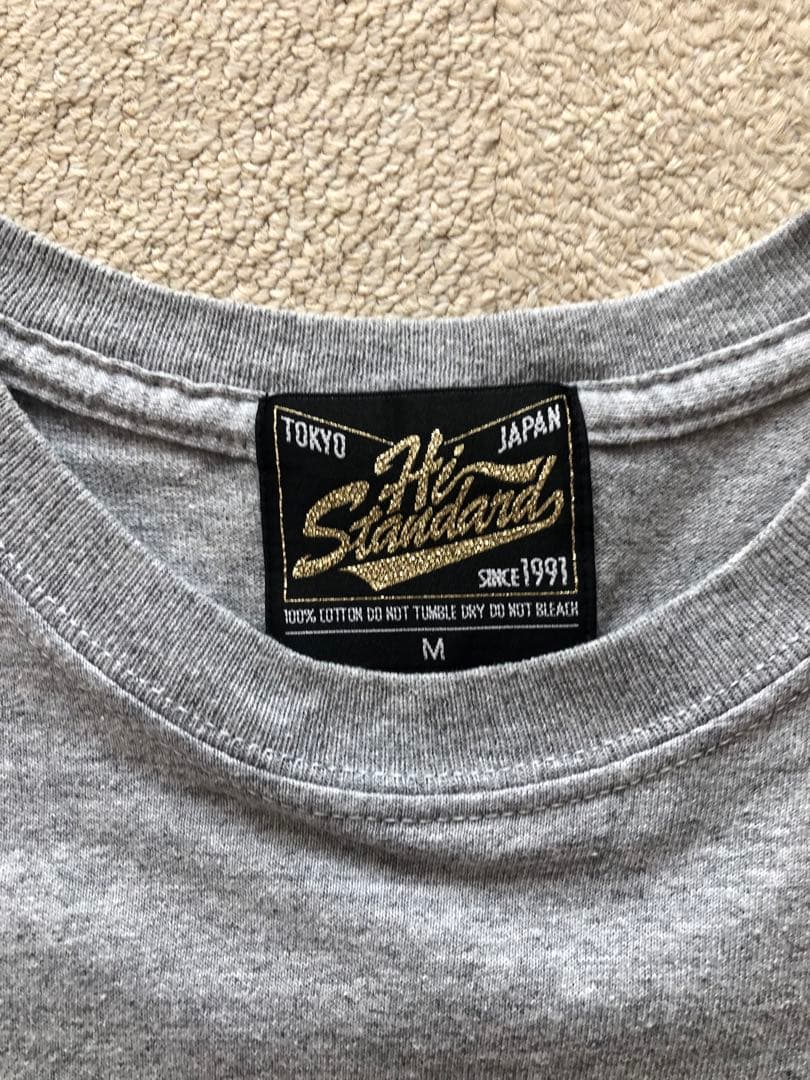 TOKYO JAPAN
Hi-
Standard
SINCE 1991
100% COTTON DO NOT TUMBLE DRY DO NOT BLEACH
M